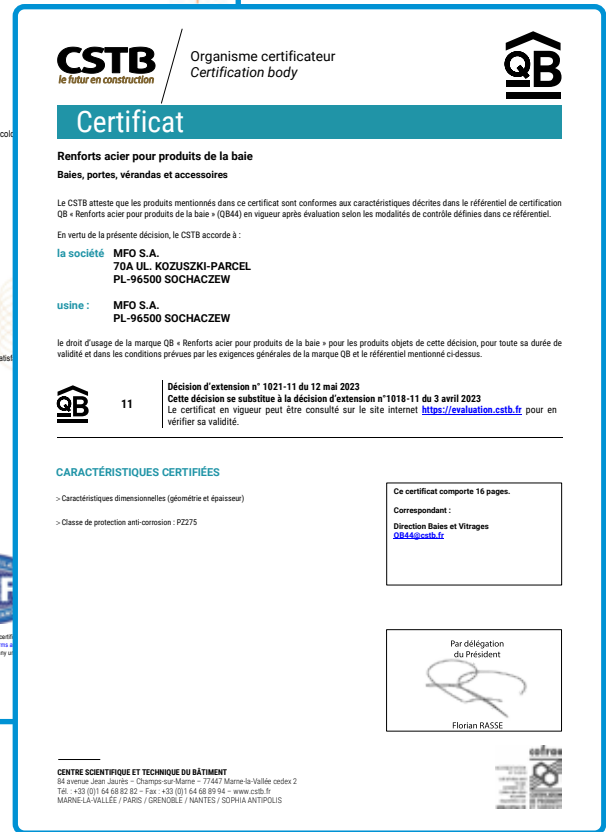 CSTB
le futur en construction
Organisme certificateur
Certification body
QB
Certificat
Renforts acier pour produits de la baie
Baies, portes, vérandas et accessoires
Le CSTB atteste que les produits mentionnés dans ce certificat sont conformes aux caractéristiques décrites dans le référentiel de certification
QB « Renforts acier pour produits de la baie » (QB44) en vigueur après évaluation selon les modalités de contrôle définies dans ce référentiel.
En vertu de la présente décision, le CSTB accorde à :
la société MFO S.A.
70A UL. KOZUSZKI-PARCEL
PL-96500 SOCHACZEW
usine : MFO S.A.
PL-96500 SOCHACZEW
le droit d'usage de la marque QB « Renforts acier pour produits de la baie » pour les produits objets de cette décision, pour toute sa durée de
validité et dans les conditions prévues par les exigences générales de la marque QB et le référentiel mentionné ci-dessus.
QB
11
Décision d'extension n° 1021-11 du 12 mai 2023
Cette décision se substitue à la décision d'extension n°1018-11 du 3 avril 2023
Le certificat en vigueur peut être consulté sur le site internet https://evaluation.cstb.fr pour en
vérifier sa validité.
CARACTÉRISTIQUES CERTIFIÉES
> Caractéristiques dimensionnelles (géométrie et épaisseur)
> Classe de protection anti-corrosion : PZ275
Ce certificat comporte 16 pages.
Correspondant :
Direction Baies et Vitrages
QB44@cstb.fr
Par délégation
du Président
Florian RASSE
CENTRE SCIENTIFIQUE ET TECHNIQUE DU BÂTIMENT
84 avenue Jean Jaurès – Champs-sur-Marne – 77447 Marne-la-Vallée cedex 2
Tél. : +33 (0)1 64 68 82 82 – Fax : +33 (0)1 64 68 89 94 – www.cstb.fr
MARNE-LA-VALLÉE / PARIS / GRENOBLE / NANTES / SOPHIA ANTIPOLIS
cofrac